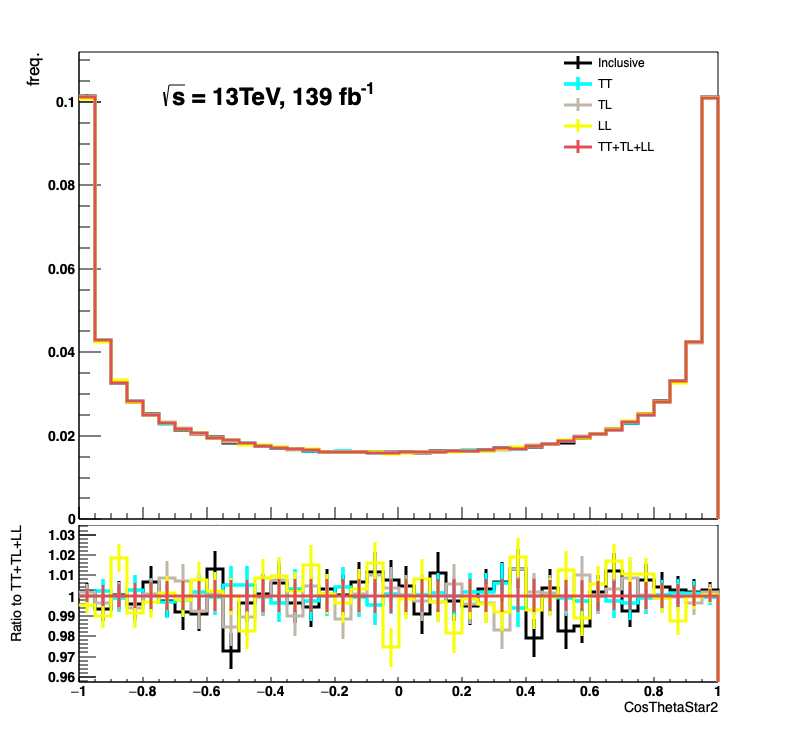 freq.
√s = 13TeV, 139 fb⁻¹
Inclusive
TT
TL
LL
TT+TL+LL
0.1
0.08
0.06
0.04
0.02
0
Ratio to TT+TL+LL
1.03
1.02
1.01
1
0.99
0.98
0.97
0.96
−1 −0.8 −0.6 −0.4 −0.2 0 0.2 0.4 0.6 0.8 1
CosThetaStar2